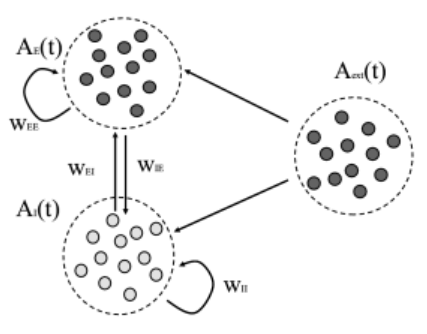 A_E(t)
A_ext(t)
w_EE
w_EI
w_IE
A_I(t)
w_II